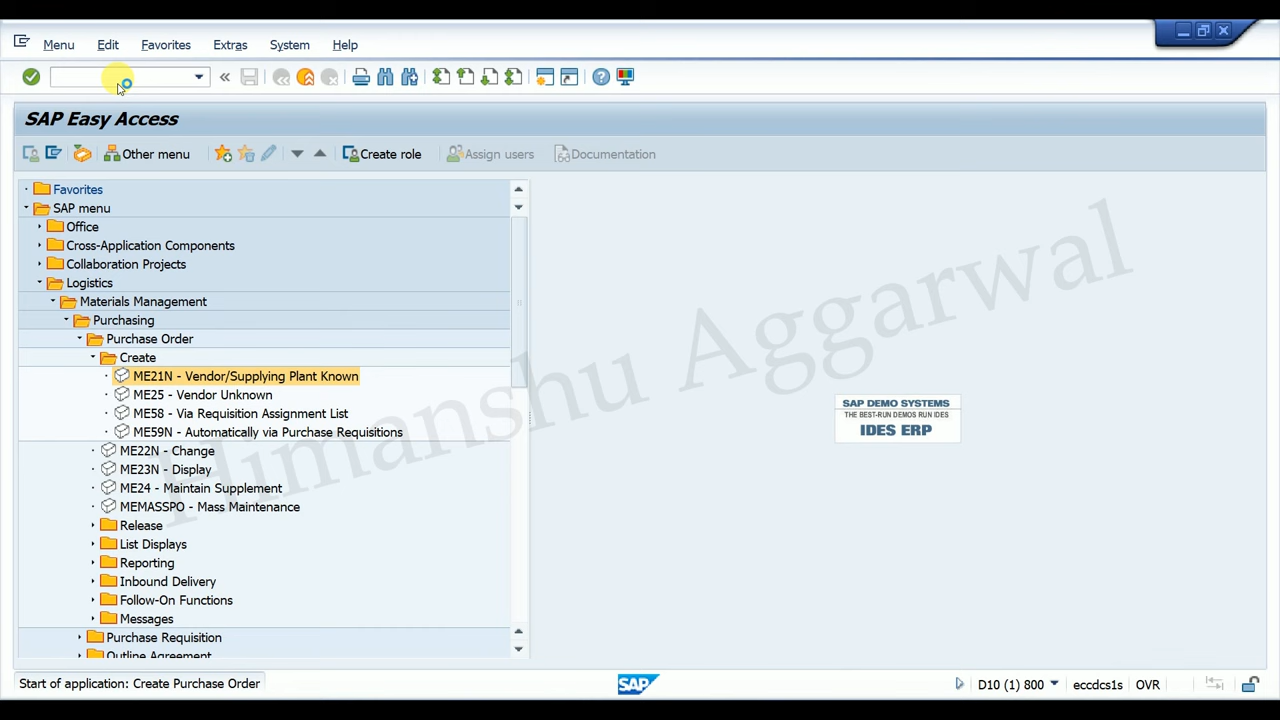 Menu Edit Favorites Extras System Help
SAP Easy Access
Other menu Create role Assign users Documentation
Favorites
SAP menu
Office
Cross-Application Components
Collaboration Projects
Logistics
Materials Management
Purchasing
Purchase Order
Create
ME21N - Vendor/Supplying Plant Known
ME25 - Vendor Unknown
ME58 - Via Requisition Assignment List
ME59N - Automatically via Purchase Requisitions
ME22N - Change
ME23N - Display
ME24 - Maintain Supplement
MEMASSPO - Mass Maintenance
Release
List Displays
Reporting
Inbound Delivery
Follow-On Functions
Messages
Purchase Requisition
Outline Agreement
SAP DEMO SYSTEMS
THE BEST-RUN DEMOS RUN IDES
IDES ERP
Himanshu Aggarwal
Start of application: Create Purchase Order
SAP
D10 (1) 800 eccdcs1s OVR